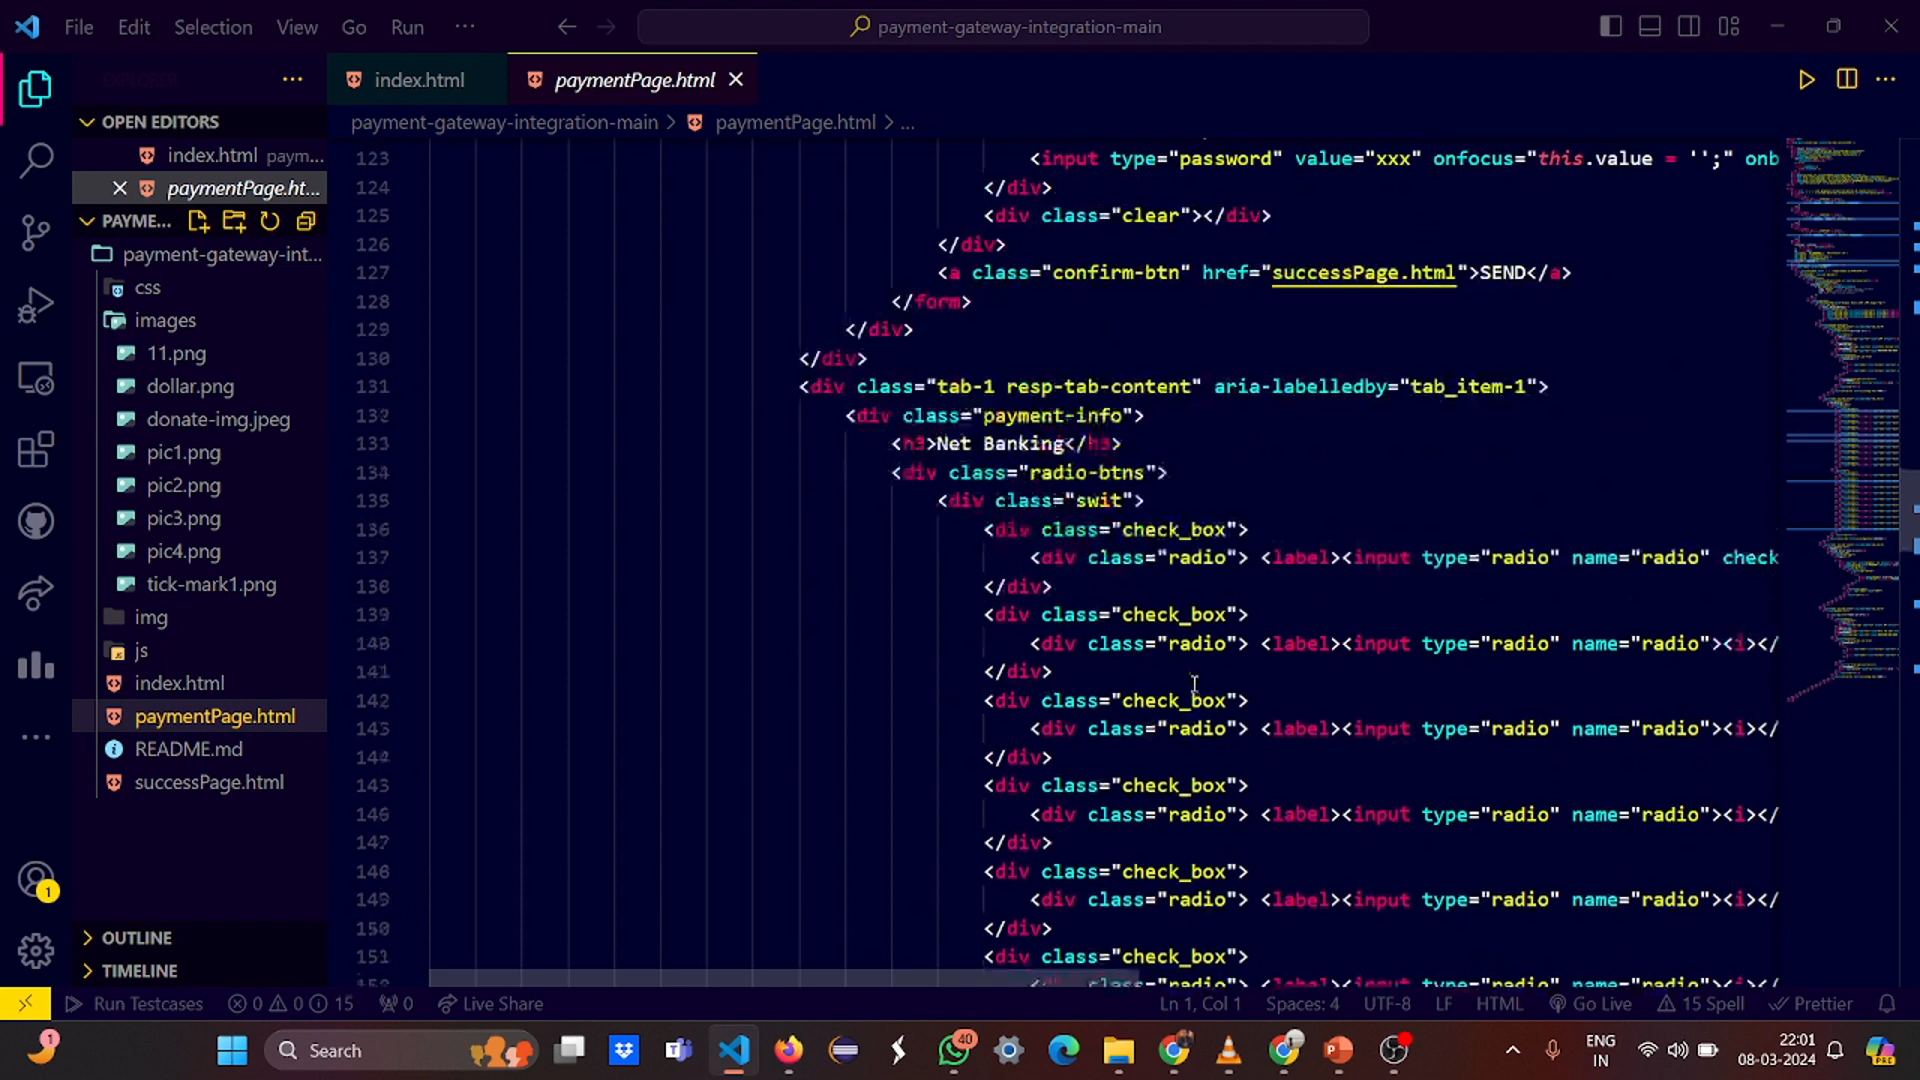 File Edit Selection View Go Run ··· payment-gateway-integration-main
EXPLORER ···
index.html paymentPage.html
OPEN EDITORS
index.html paym...
paymentPage.ht...
PAYME...
payment-gateway-int...
css
images
11.png
dollar.png
donate-img.jpeg
pic1.png
pic2.png
pic3.png
pic4.png
tick-mark1.png
img
js
index.html
paymentPage.html
README.md
successPage.html
OUTLINE
TIMELINE
payment-gateway-integration-main > paymentPage.html > ...
123 <input type="password" value="xxx" onfocus="this.value = '';" onb
124 </div>
125 <div class="clear"></div>
126 </div>
127 <a class="confirm-btn" href="successPage.html">SEND</a>
128 </form>
129 </div>
130 </div>
131 <div class="tab-1 resp-tab-content" aria-labelledby="tab_item-1">
132 <div class="payment-info">
133 <h3>Net Banking</h3>
134 <div class="radio-btns">
135 <div class="swit">
136 <div class="check_box">
137 <div class="radio"> <label><input type="radio" name="radio" check
138 </div>
139 <div class="check_box">
140 <div class="radio"> <label><input type="radio" name="radio"><i></
141 </div>
142 <div class="check_box">
143 <div class="radio"> <label><input type="radio" name="radio"><i></
144 </div>
<div class="check_box">
146 <div class="radio"> <label><input type="radio" name="radio"><i></
147 </div>
<div class="check_box">
149 <div class="radio"> <label><input type="radio" name="radio"><i></
150 </div>
151 <div class="check_box">
1
Run Testcases 0 0 15 0 Live Share Ln 1, Col 1 Spaces: 4 UTF-8 LF HTML Go Live 15 Spell Prettier
1 Search 40 ENG IN 22:01 08-03-2024 PRE